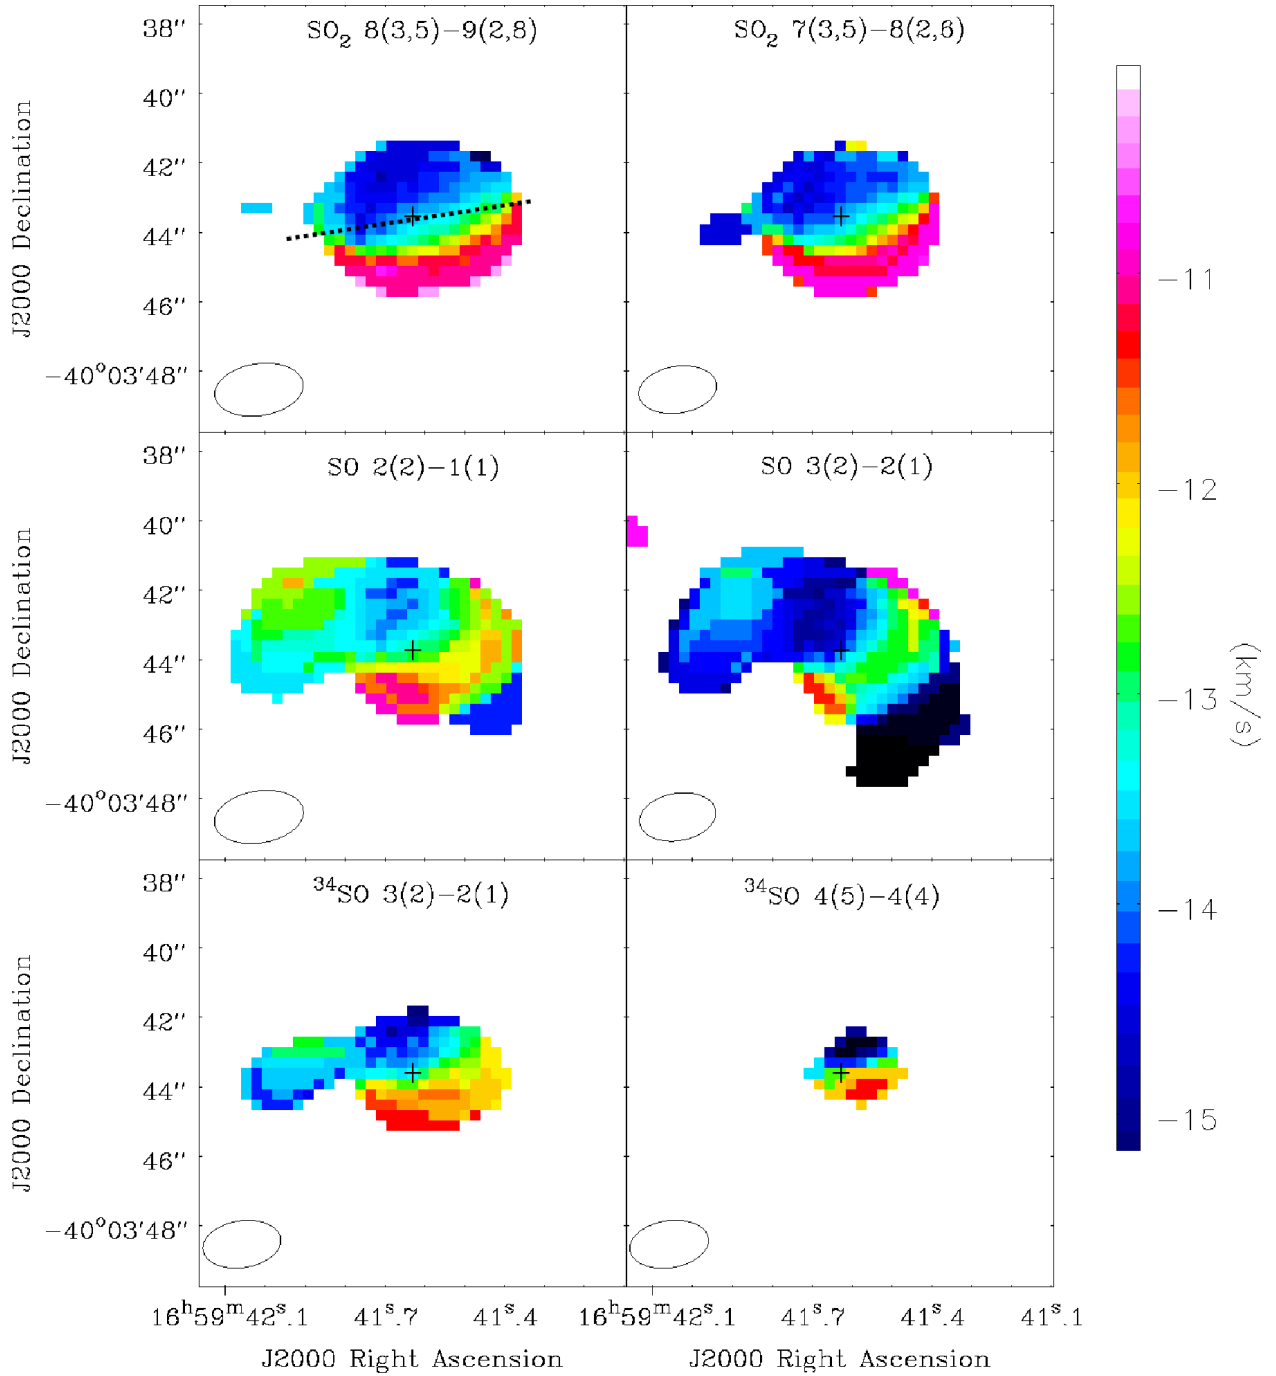 SO₂ 8(3,5)−9(2,8)
SO₂ 7(3,5)−8(2,6)
38''
40''
42''
44''
46''
−40°03'48''
J2000 Declination
SO 2(2)−1(1)
SO 3(2)−2(1)
38''
40''
42''
44''
46''
−40°03'48''
J2000 Declination
³⁴SO 3(2)−2(1)
³⁴SO 4(5)−4(4)
38''
40''
42''
44''
46''
−40°03'48''
J2000 Declination
16ʰ59ᵐ42ˢ.1 41ˢ.7 41ˢ.4 16ʰ59ᵐ42ˢ.1 41ˢ.7 41ˢ.4 41ˢ.1
J2000 Right Ascension
J2000 Right Ascension
−11
−12
−13
−14
−15
(km/s)